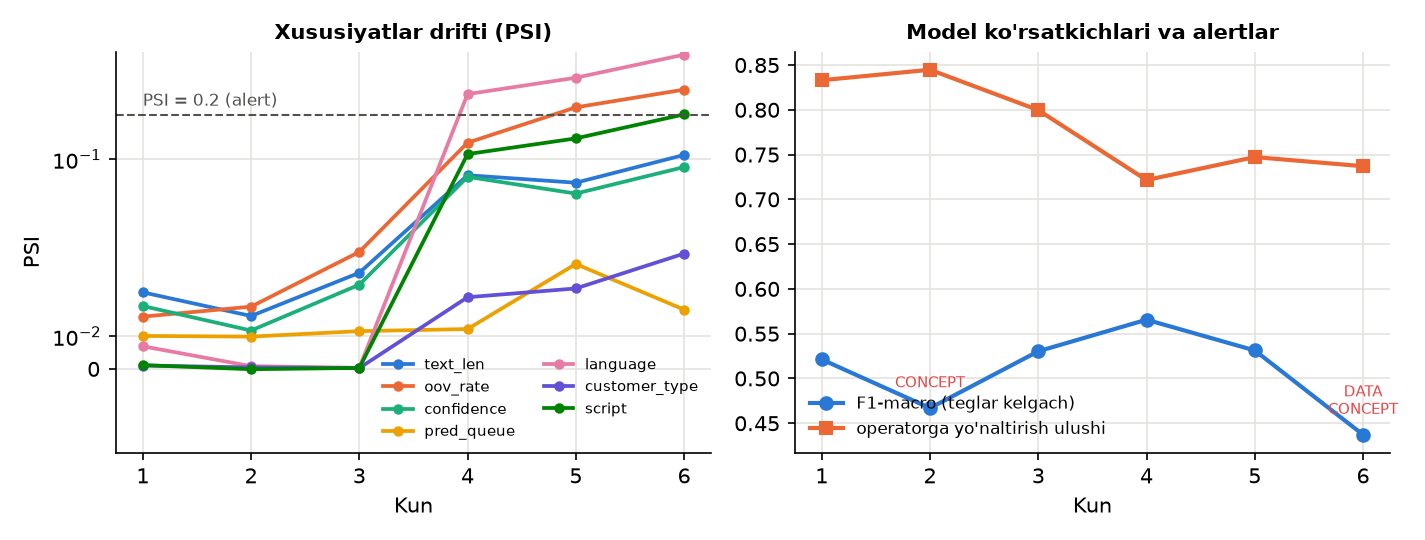 Xususiyatlar drifti (PSI)
PSI = 0.2 (alert)
10⁻¹
10⁻²
0
PSI
text_len
oov_rate
confidence
pred_queue
language
customer_type
script
1 2 3 4 5 6
Kun
Model ko'rsatkichlari va alertlar
0.85
0.80
0.75
0.70
0.65
0.60
0.55
0.50
0.45
CONCEPT
DATA
CONCEPT
F1-macro (teglar kelgach)
operatorga yo'naltirish ulushi
1 2 3 4 5 6
Kun